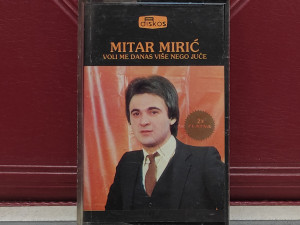 diskos
MITAR MIRIĆ
VOLI ME DANAS VIŠE NEGO JUČE